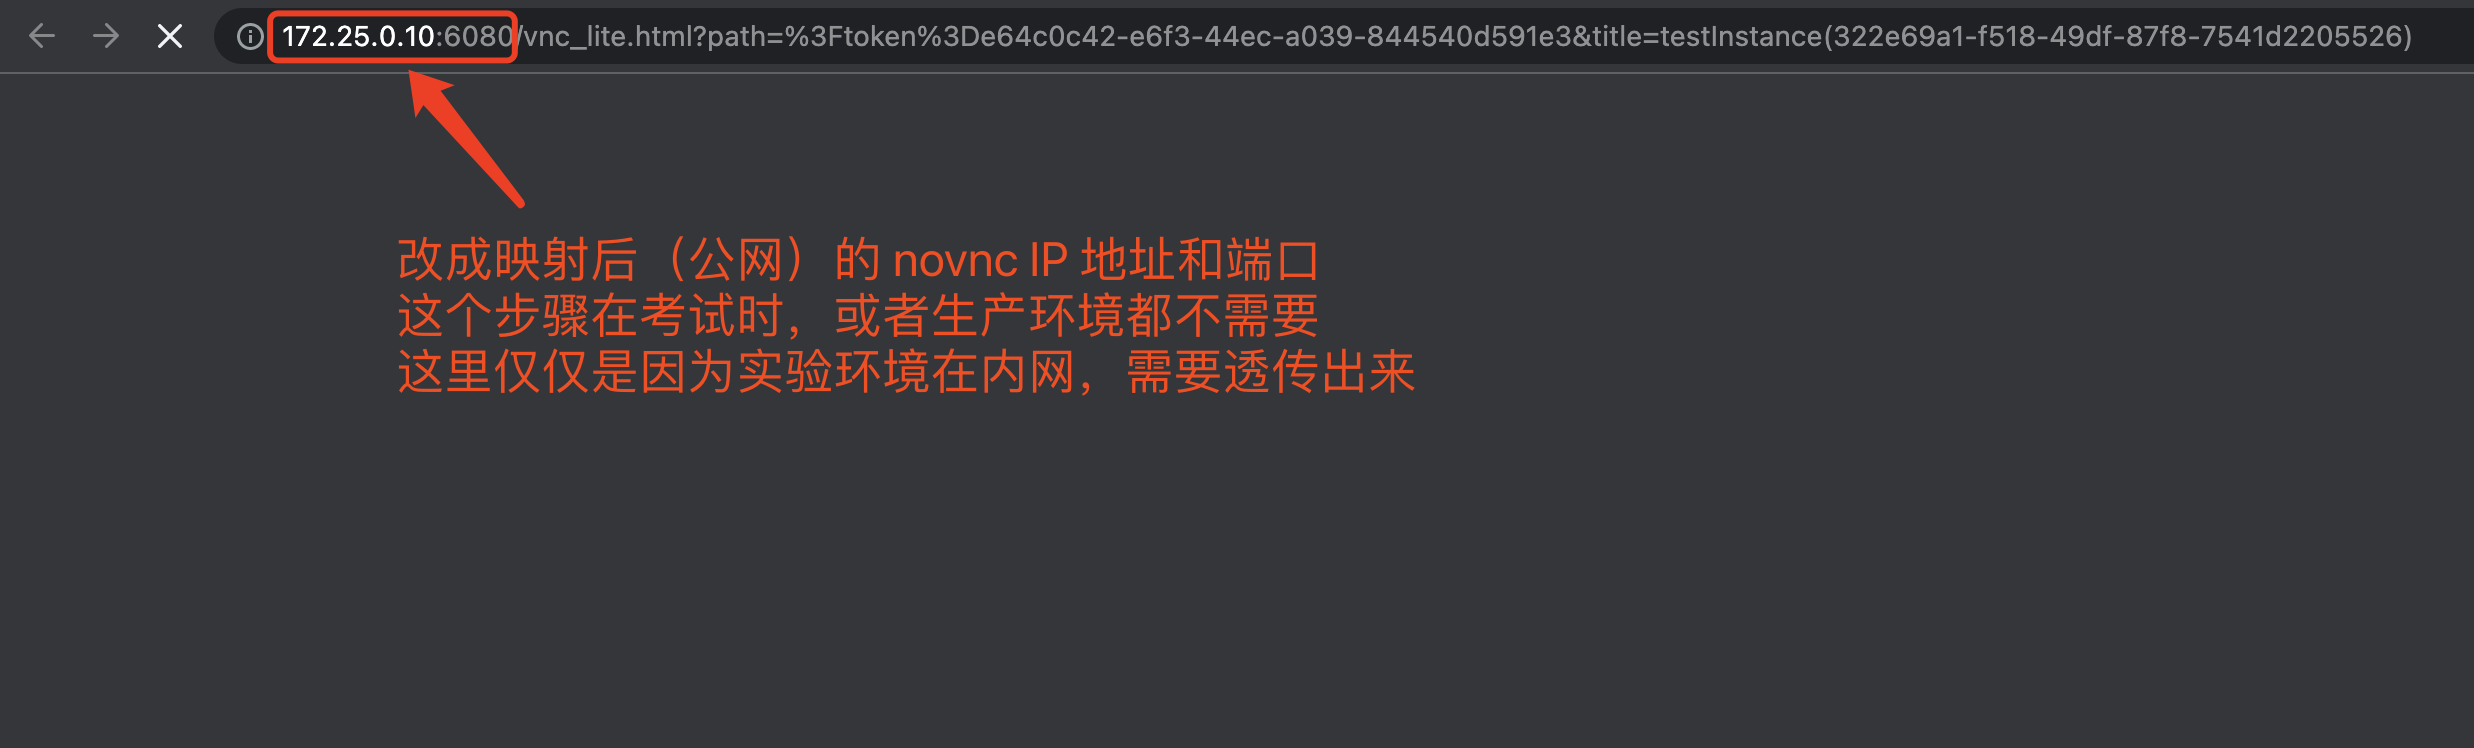 172.25.0.10:6080/vnc_lite.html?path=%3Ftoken%3De64c0c42-e6f3-44ec-a039-844540d591e3&title=testInstance(322e69a1-f518-49df-87f8-7541d2205526)
改成映射后（公网）的 novnc IP 地址和端口
这个步骤在考试时，或者生产环境都不需要
这里仅仅是因为实验环境在内网，需要透传出来